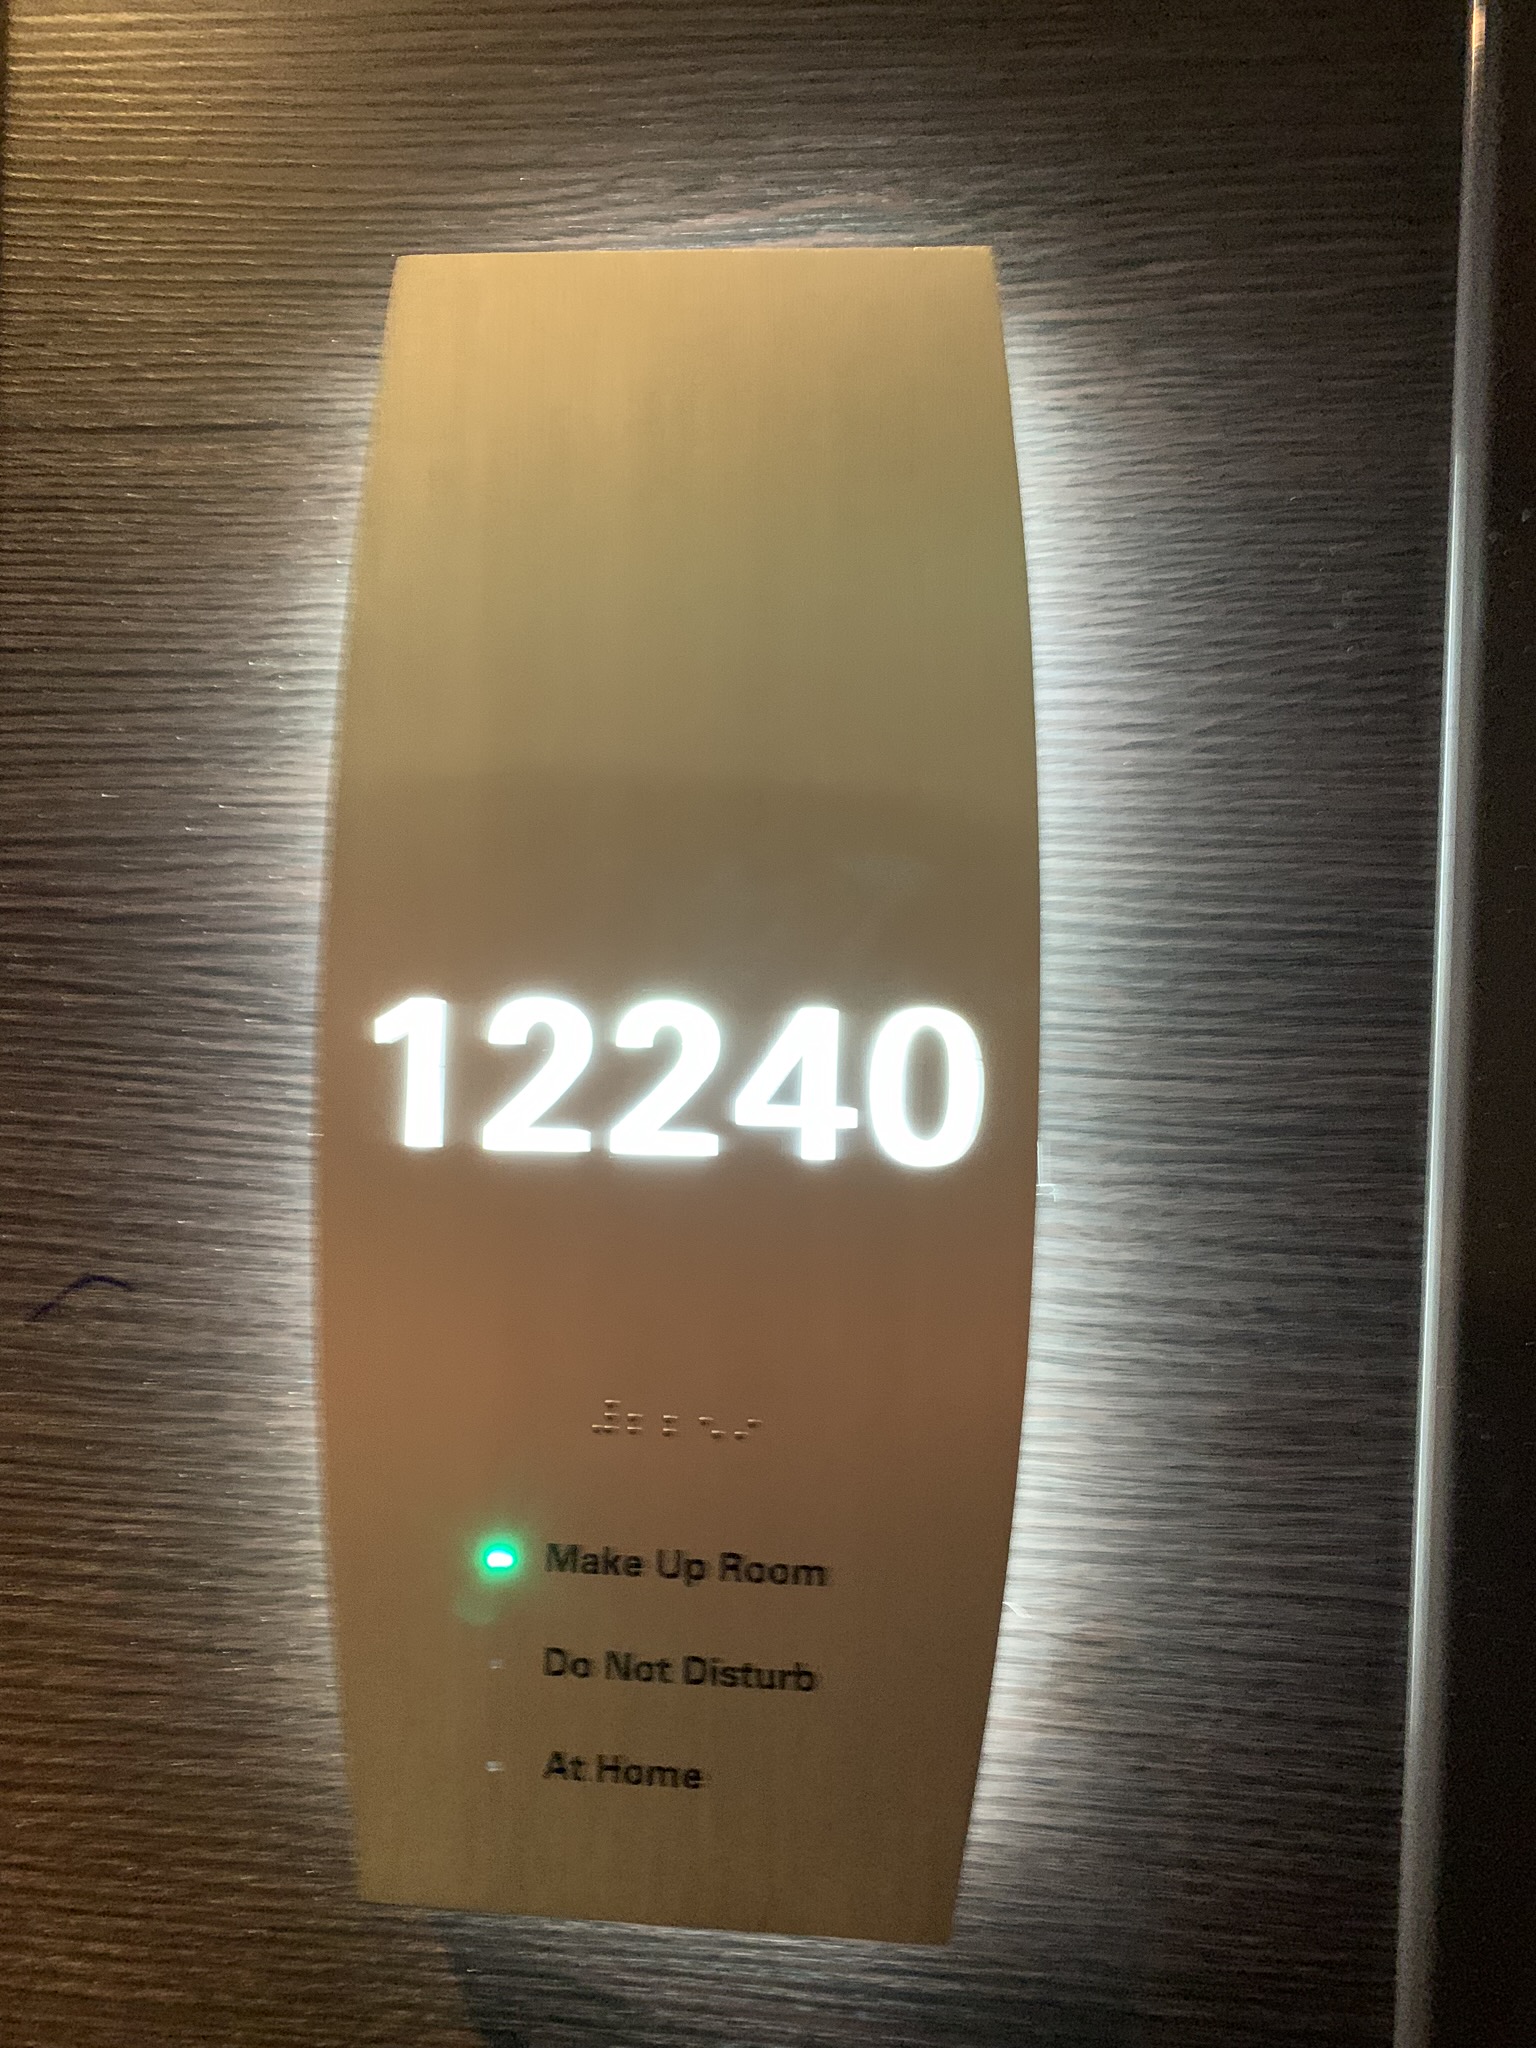 12240
Make Up Room
Do Not Disturb
At Home